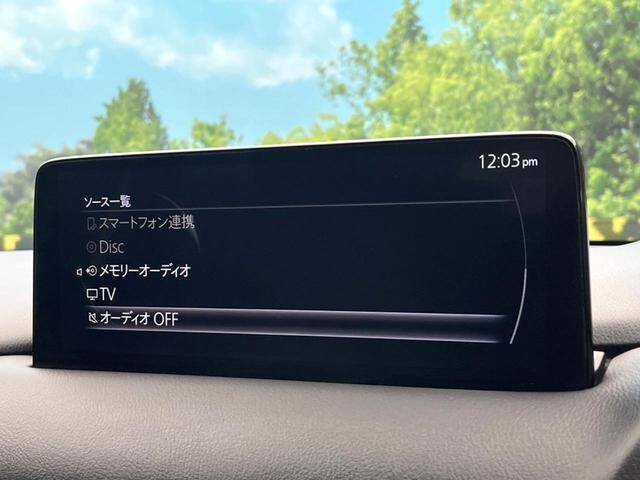 12:03 pm
ソース一覧
スマートフォン連携
Disc
メモリーオーディオ
TV
オーディオ OFF